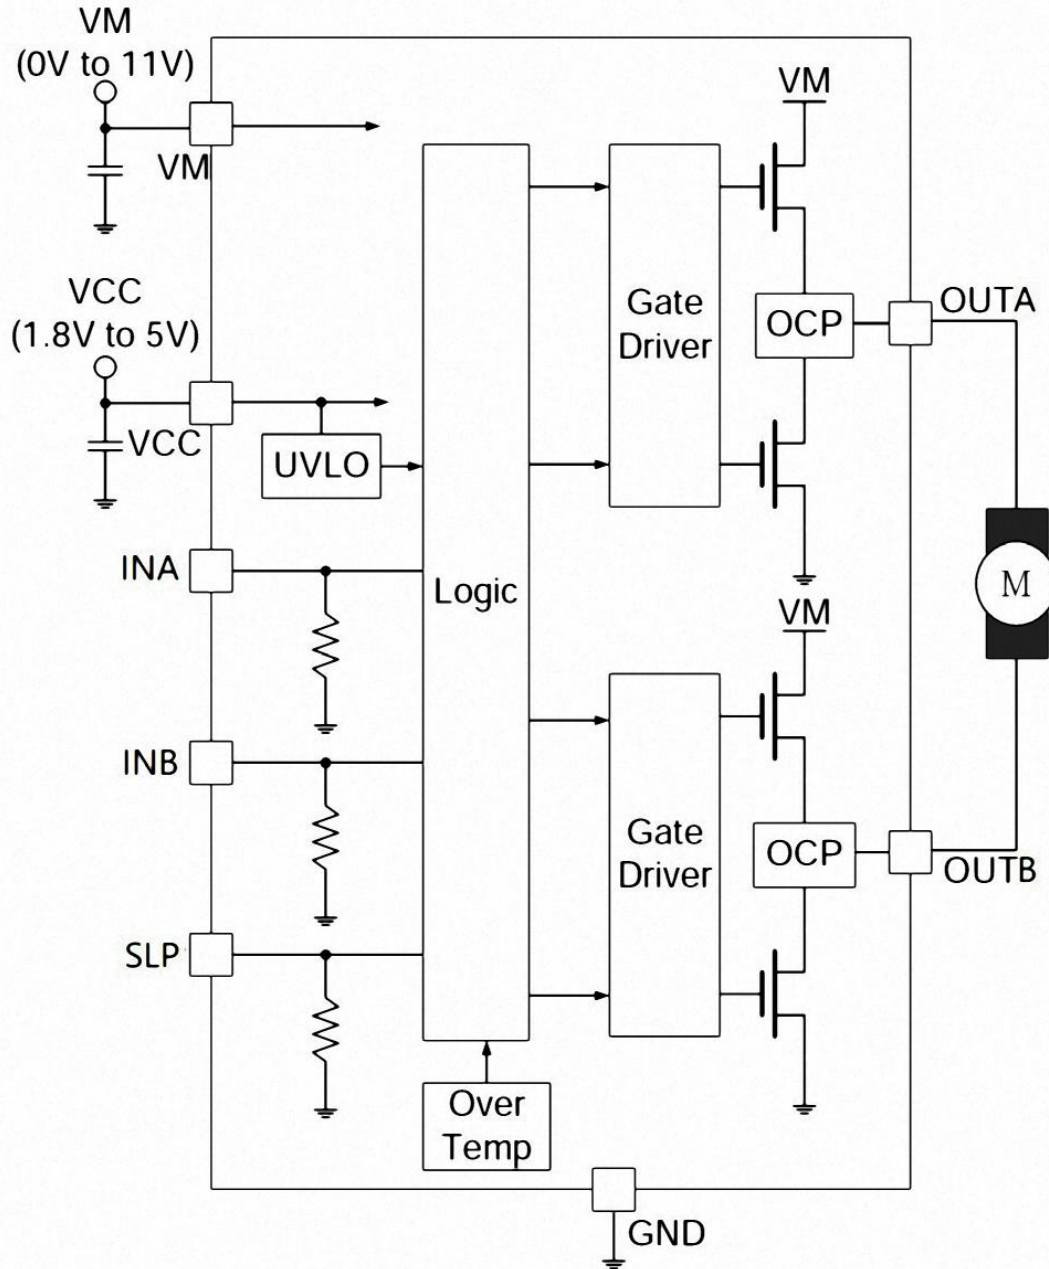 VM
(0V to 11V)
VM
VCC
(1.8V to 5V)
VCC
UVLO
INA
INB
SLP
Logic
Over
Temp
Gate
Driver
VM
OCP
OUTA
M
Gate
Driver
VM
OCP
OUTB
GND